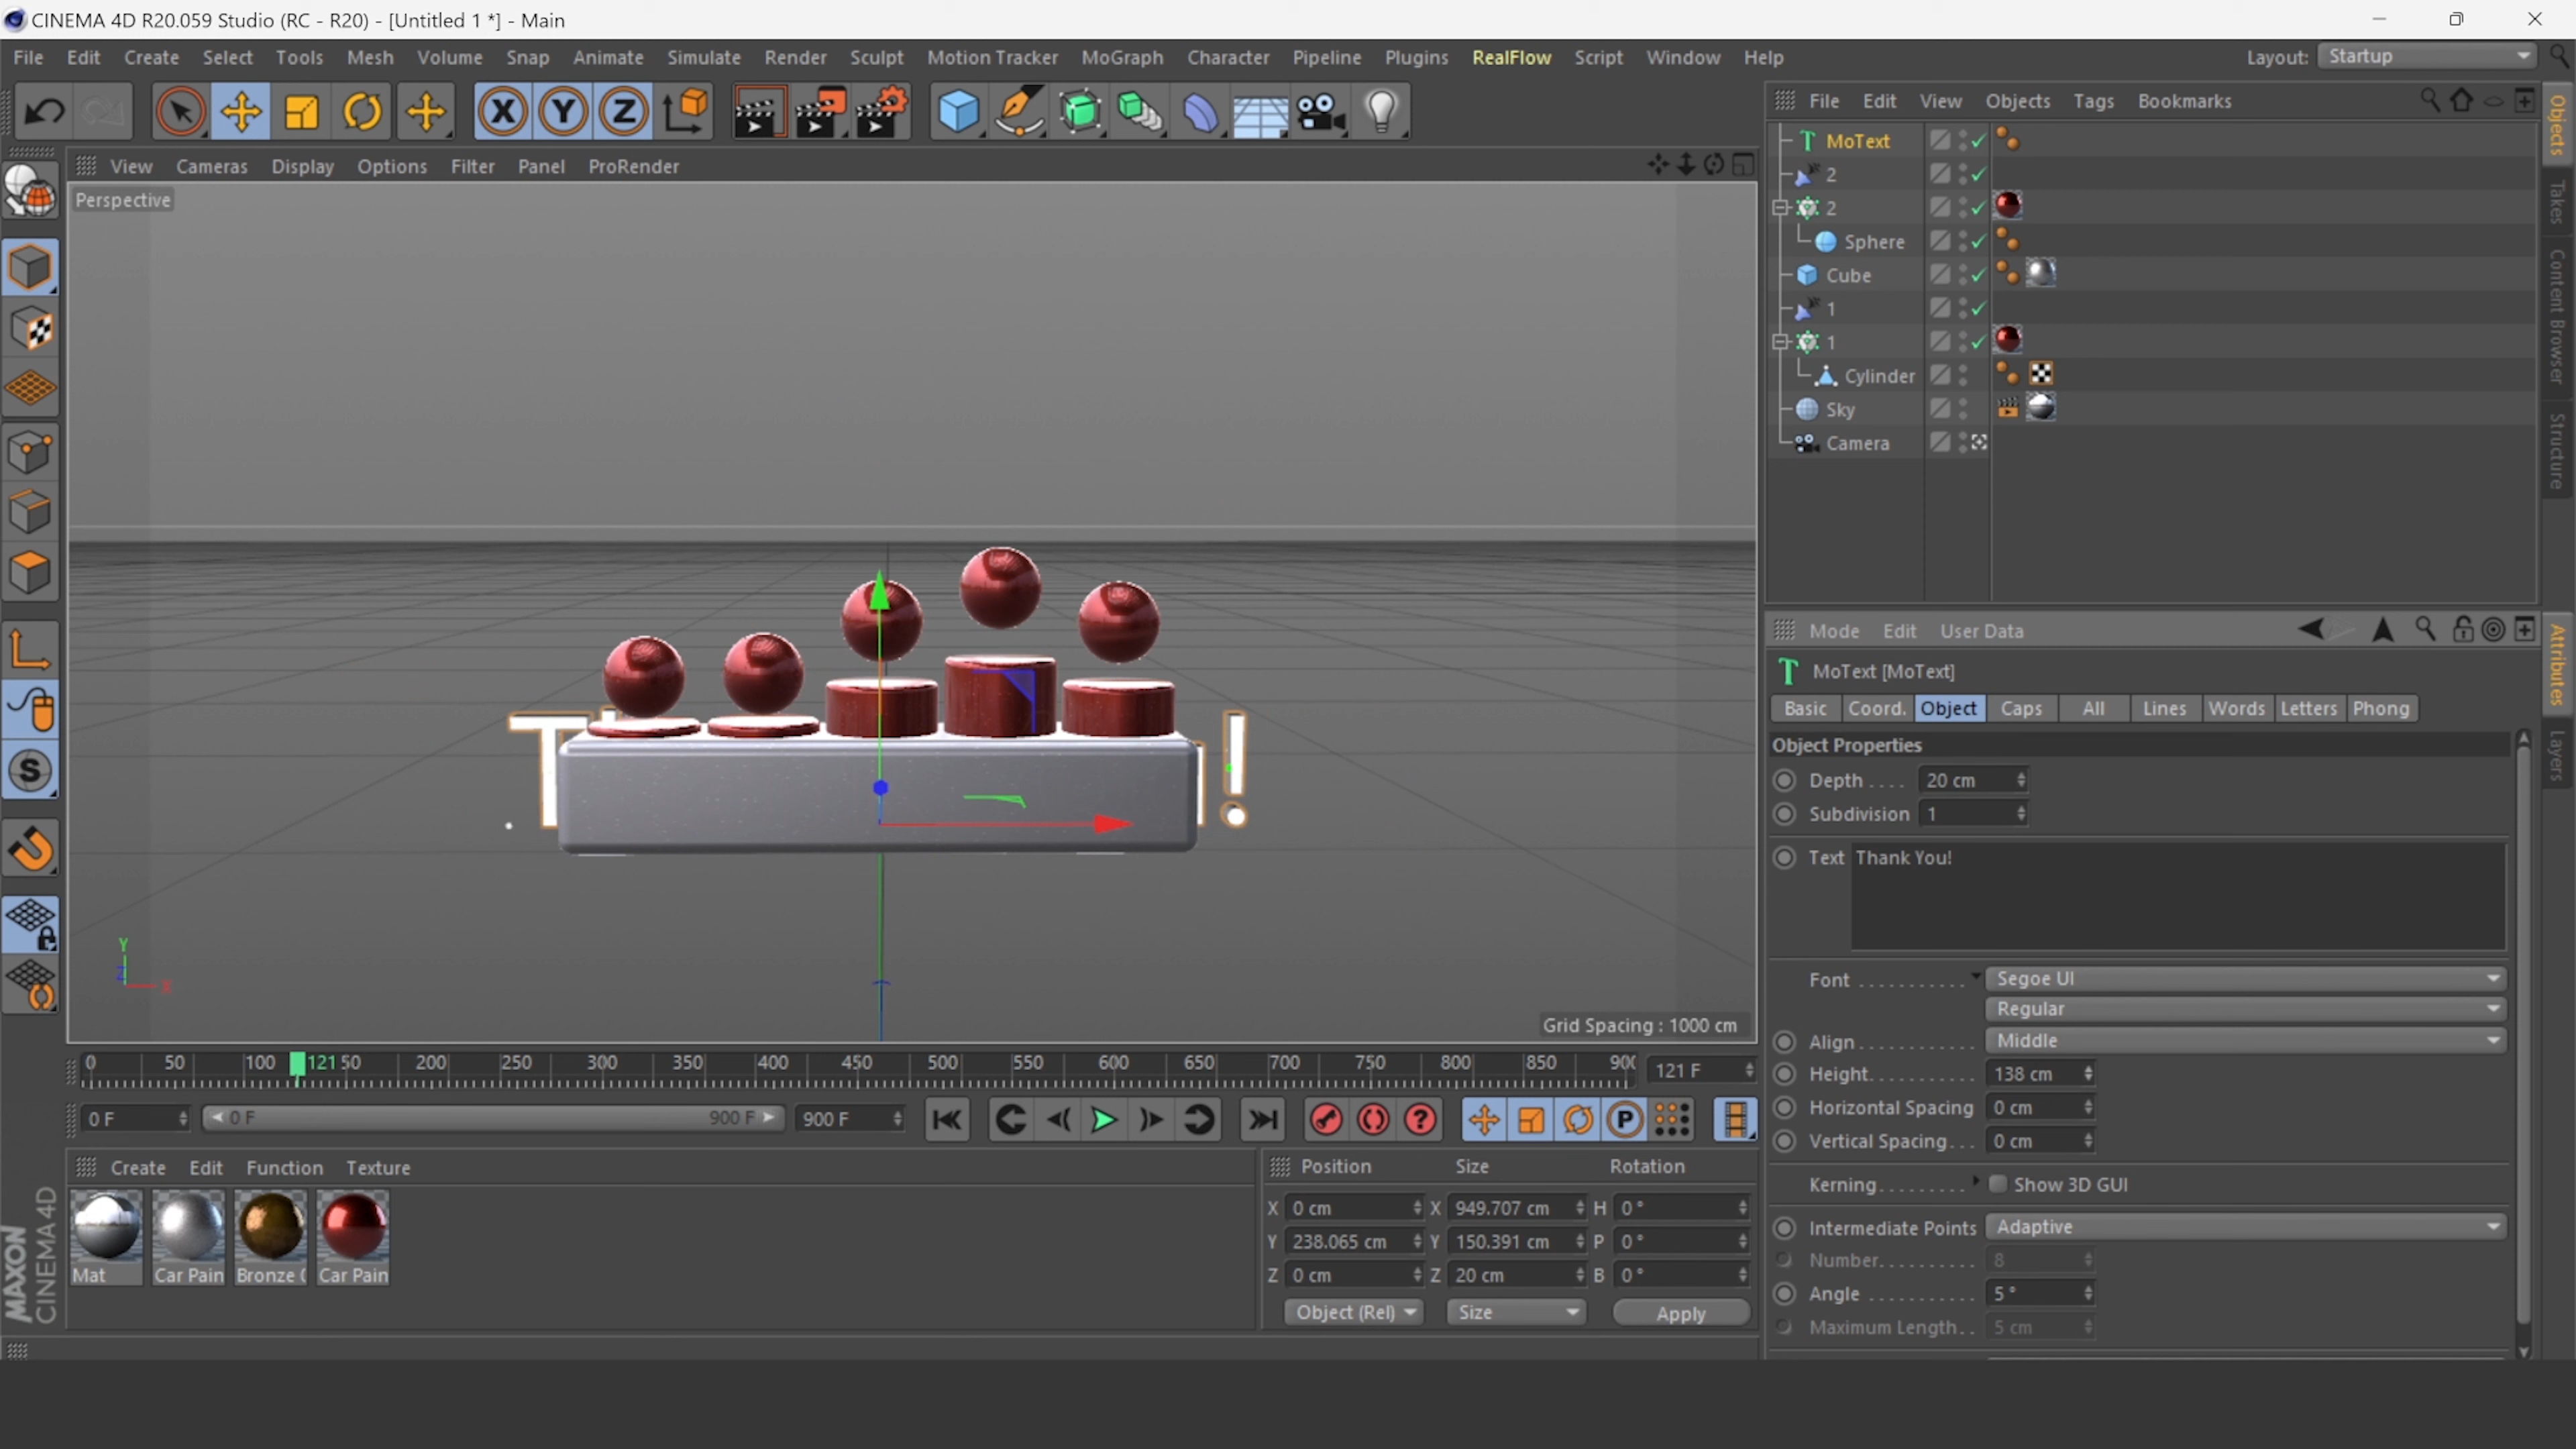 CINEMA 4D R20.059 Studio (RC - R20) - [Untitled 1 *] - Main
File Edit Create Select Tools Mesh Volume Snap Animate Simulate Render Sculpt Motion Tracker MoGraph Character Pipeline Plugins RealFlow Script Window Help Layout: Startup
X Y Z
File Edit View Objects Tags Bookmarks
View Cameras Display Options Filter Panel ProRender
Perspective
MoText
2
2
Sphere
Cube
1
1
Cylinder
Sky
Camera
Objects
Takes
Content Browser
Structure
Mode Edit User Data
MoText [MoText]
Basic Coord. Object Caps All Lines Words Letters Phong
Object Properties
Depth .... 20 cm
Subdivision 1
Text Thank You!
Font ........... Segoe UI
Regular
Align........... Middle
Height.......... 138 cm
Horizontal Spacing 0 cm
Vertical Spacing... 0 cm
Kerning......... Show 3D GUI
Intermediate Points Adaptive
Number.......... 8
Angle ........... 5 °
Maximum Length.. 5 cm
Attributes
Layers
S
T
!
Y
Z
X
Grid Spacing : 1000 cm
0 50 100 121 50 200 250 300 350 400 450 500 550 600 650 700 750 800 850 90 121 F
0 F 0 F 900 F 900 F ? P
Create Edit Function Texture
Mat Car Pain Bronze ( Car Pain
Position Size Rotation
X 0 cm X 949.707 cm H 0 °
Y 238.065 cm Y 150.391 cm P 0 °
Z 0 cm Z 20 cm B 0 °
Object (Rel) Size Apply
MAXON
CINEMA 4D